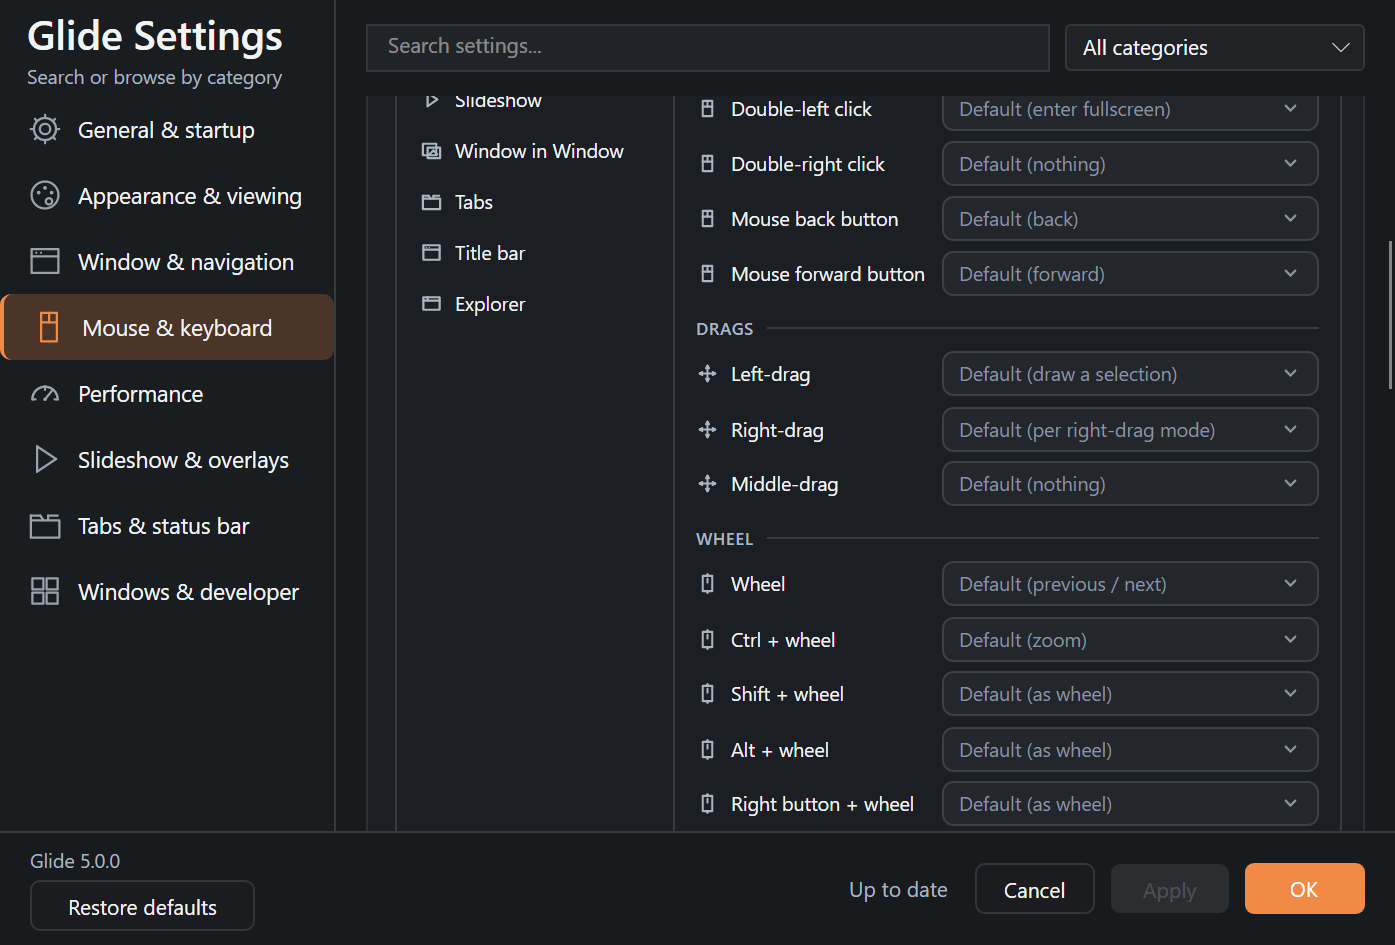 Glide Settings
Search or browse by category
General & startup
Appearance & viewing
Window & navigation
Mouse & keyboard
Performance
Slideshow & overlays
Tabs & status bar
Windows & developer
Search settings...
All categories
Slideshow
Window in Window
Tabs
Title bar
Explorer
Double-left click
Default (enter fullscreen)
Double-right click
Default (nothing)
Mouse back button
Default (back)
Mouse forward button
Default (forward)
DRAGS
Left-drag
Default (draw a selection)
Right-drag
Default (per right-drag mode)
Middle-drag
Default (nothing)
WHEEL
Wheel
Default (previous / next)
Ctrl + wheel
Default (zoom)
Shift + wheel
Default (as wheel)
Alt + wheel
Default (as wheel)
Right button + wheel
Default (as wheel)
Glide 5.0.0
Restore defaults
Up to date
Cancel
Apply
OK